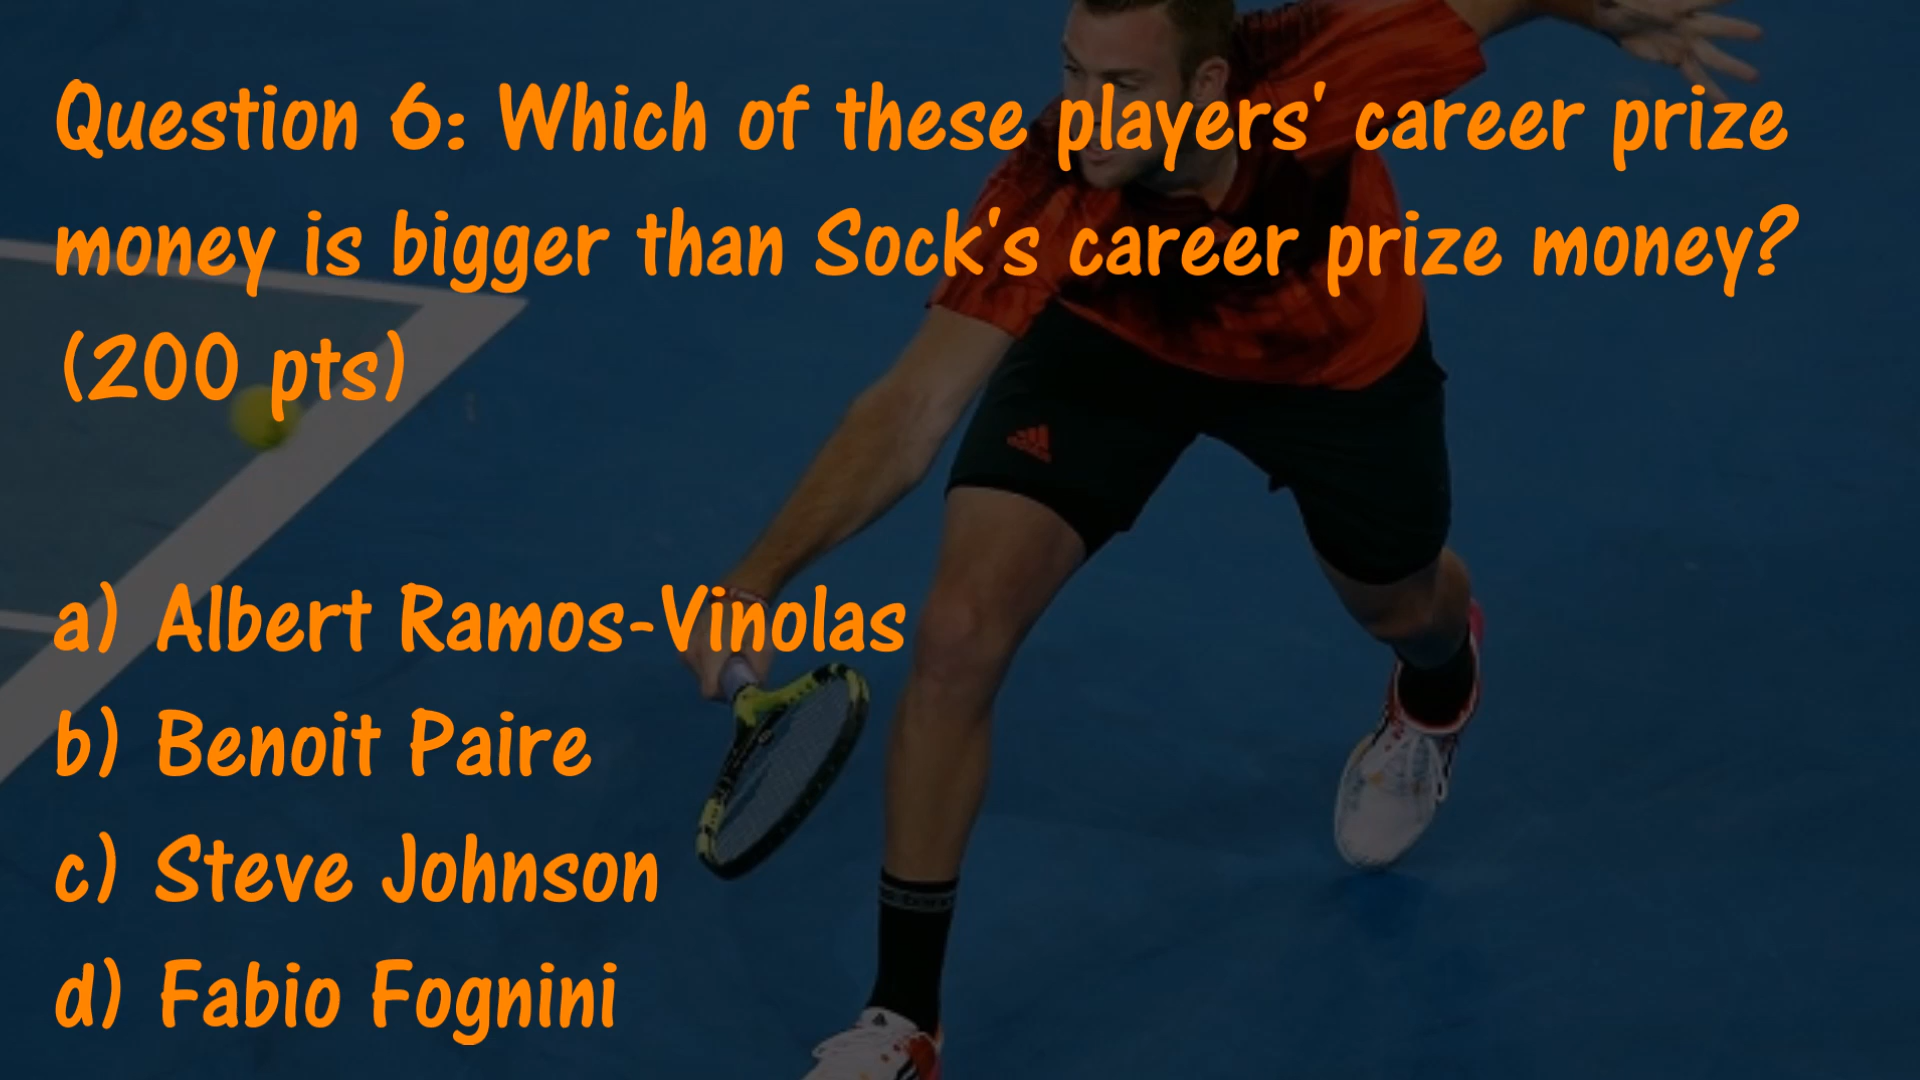 Question 6: Which of these players' career prize
money is bigger than Sock's career prize money?
(200 pts)
a) Albert Ramos-Vinolas
b) Benoit Paire
c) Steve Johnson
d) Fabio Fognini